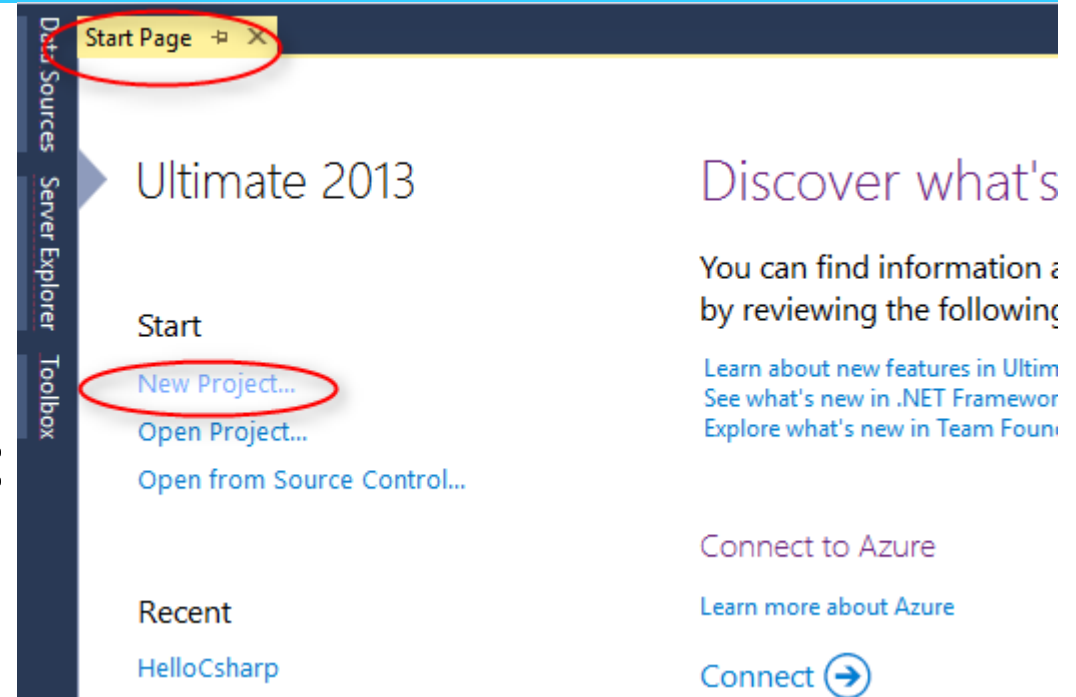 Data Sources
Server Explorer
Toolbox
Start Page
Ultimate 2013
Start
New Project...
Open Project...
Open from Source Control...
Recent
HelloCsharp
Discover what's
You can find information
by reviewing the following
Learn about new features in Ultim
See what's new in .NET Framewor
Explore what's new in Team Foun
Connect to Azure
Learn more about Azure
Connect